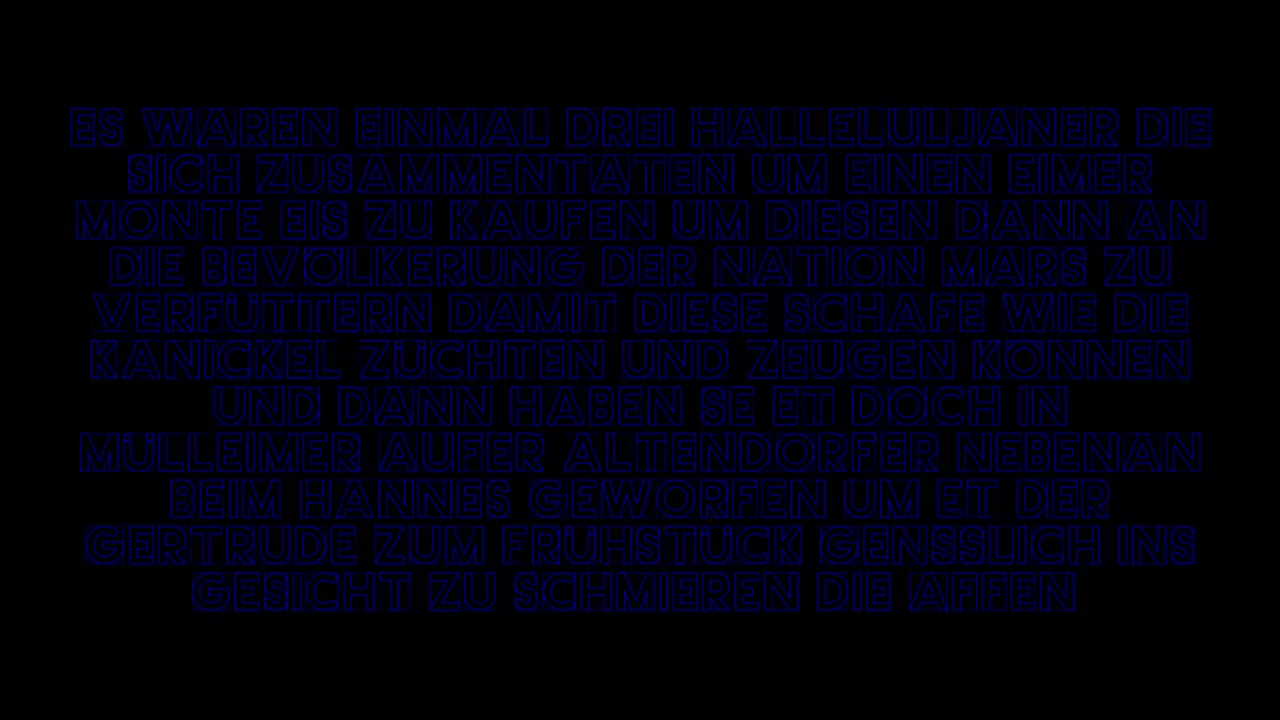 ES WAREN EINMAL DREI HALLELULJANER DIE
SICH ZUSAMMENTATEN UM EINEN EIMER
MONTE EIS ZU KAUFEN UM DIESEN DANN AN
DIE BEVÖLKERUNG DER NATION MARS ZU
VERFÜTTERN DAMIT DIESE SCHAFE WIE DIE
KANICKEL ZÜCHTEN UND ZEUGEN KÖNNEN
UND DANN HABEN SE ET DOCH IN
MÜLLEIMER AUFER ALTENDORFER NEBENAN
BEIM HANNES GEWORFEN UM ET DER
GERTRUDE ZUM FRÜHSTÜCK GENSSLICH INS
GESICHT ZU SCHMIEREN DIE AFFEN